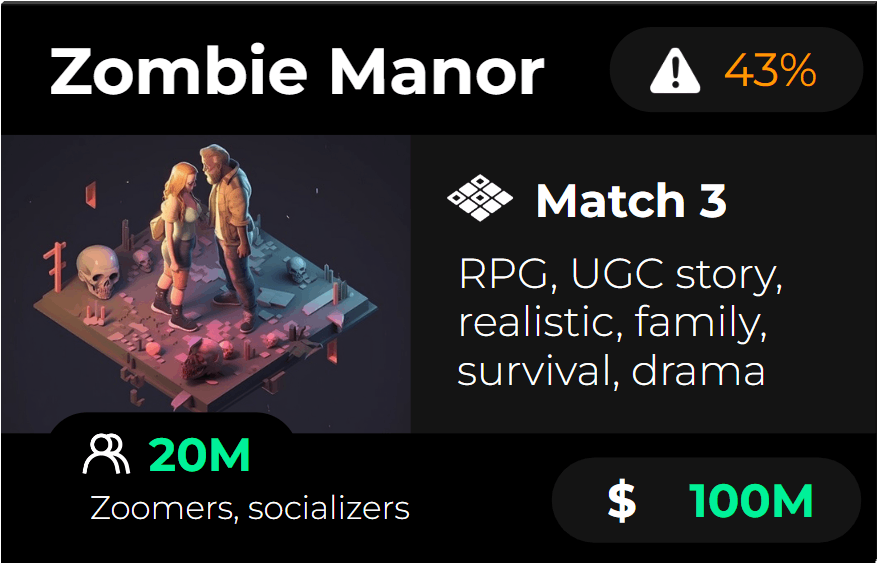 Zombie Manor
43%
Match 3
RPG, UGC story,
realistic, family,
survival, drama
20M
Zoomers, socializers
$ 100M